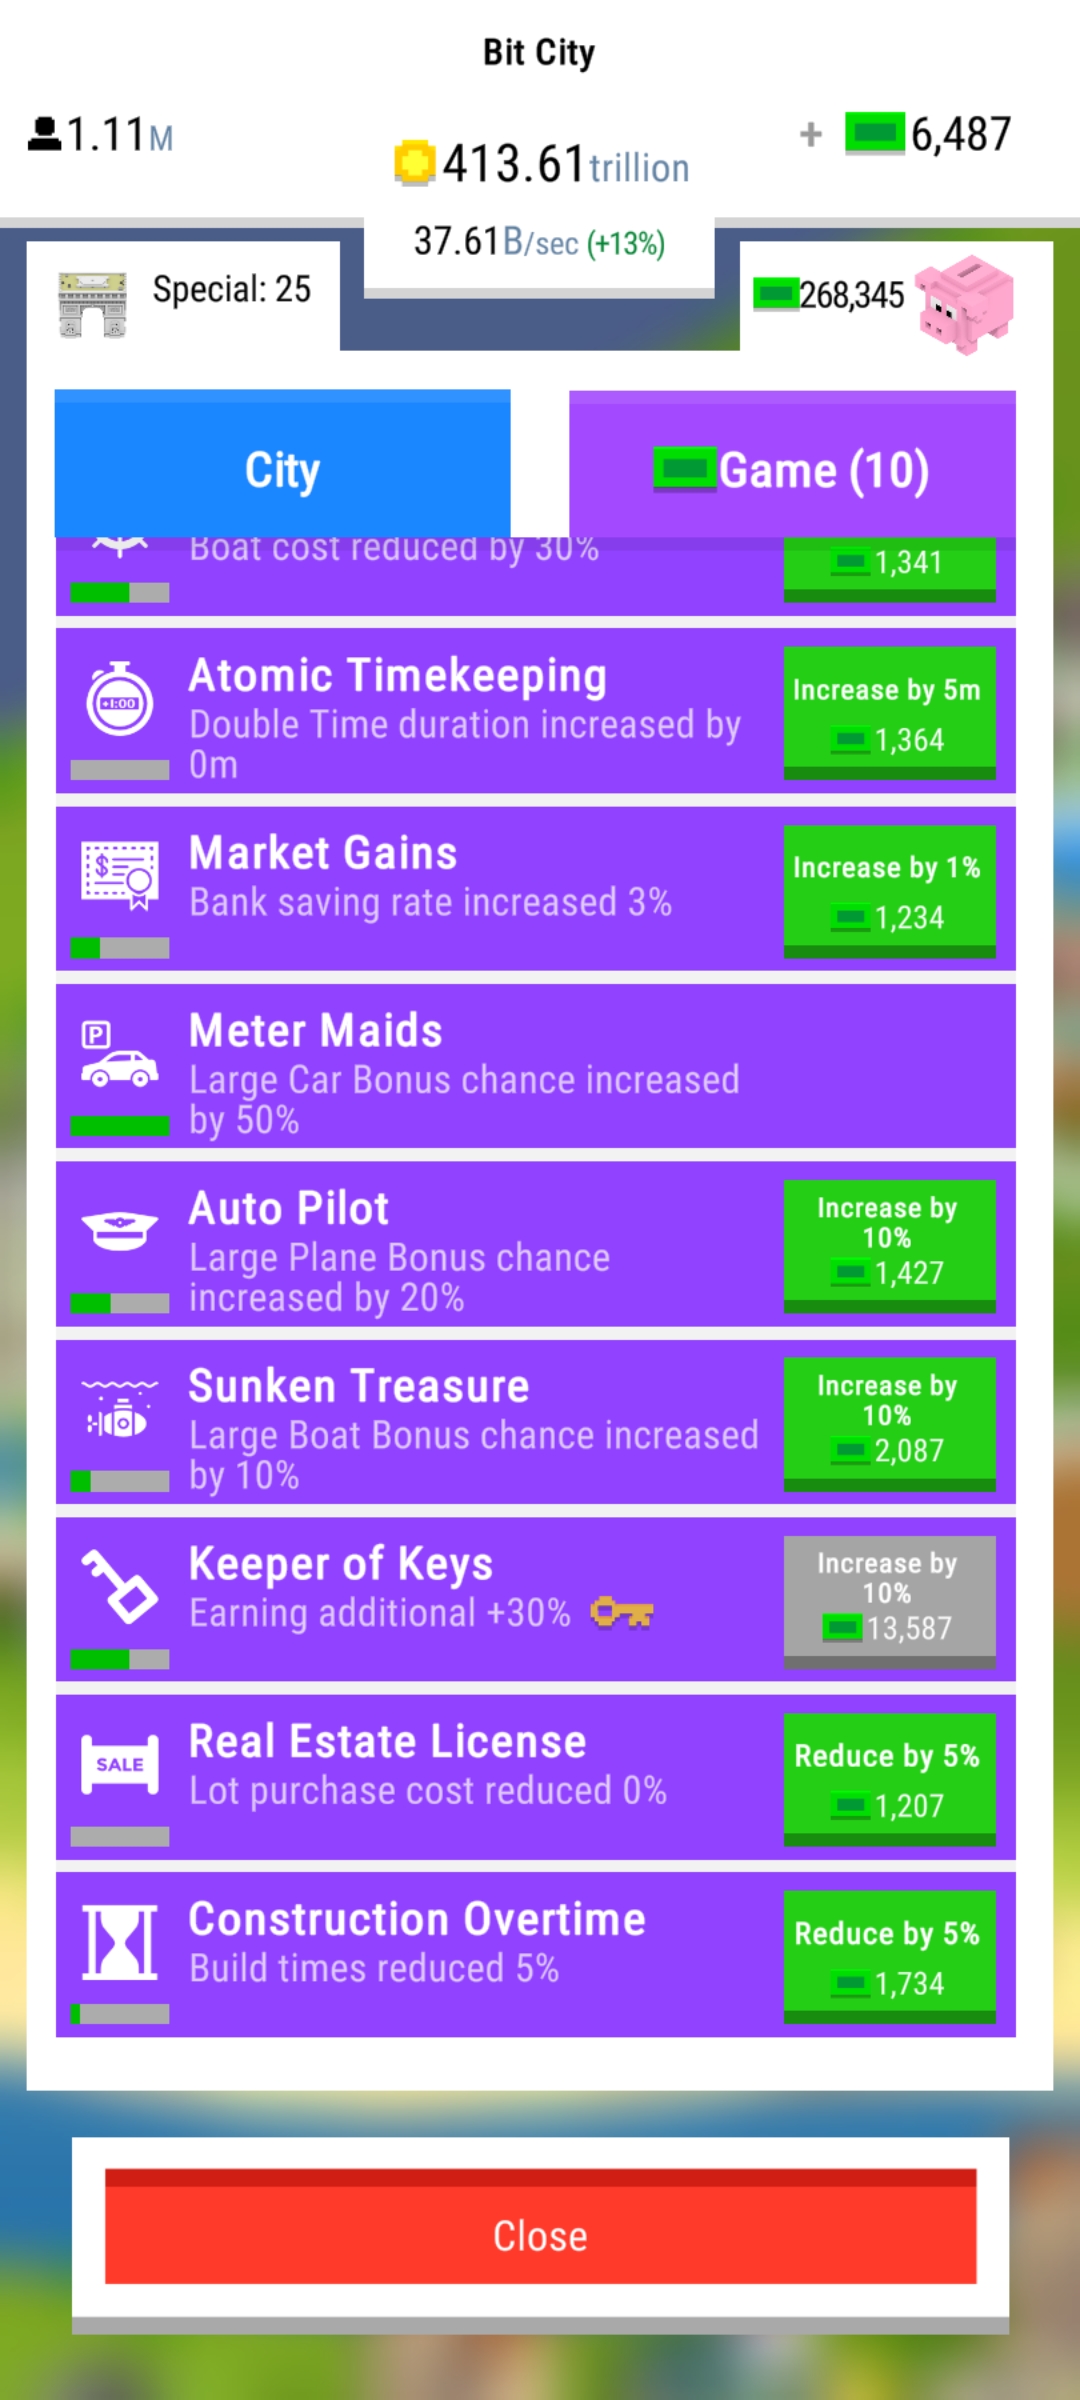 Bit City
1.11M
413.61trillion
+ 6,487
37.61B/sec (+13%)
Special: 25
268,345
City
Game (10)
Boat cost reduced by 30%
1,341
Atomic Timekeeping
Double Time duration increased by
0m
Increase by 5m
1,364
Market Gains
Bank saving rate increased 3%
Increase by 1%
1,234
Meter Maids
Large Car Bonus chance increased
by 50%
Auto Pilot
Large Plane Bonus chance
increased by 20%
Increase by
10%
1,427
Sunken Treasure
Large Boat Bonus chance increased
by 10%
Increase by
10%
2,087
Keeper of Keys
Earning additional +30%
Increase by
10%
13,587
SALE
Real Estate License
Lot purchase cost reduced 0%
Reduce by 5%
1,207
Construction Overtime
Build times reduced 5%
Reduce by 5%
1,734
Close